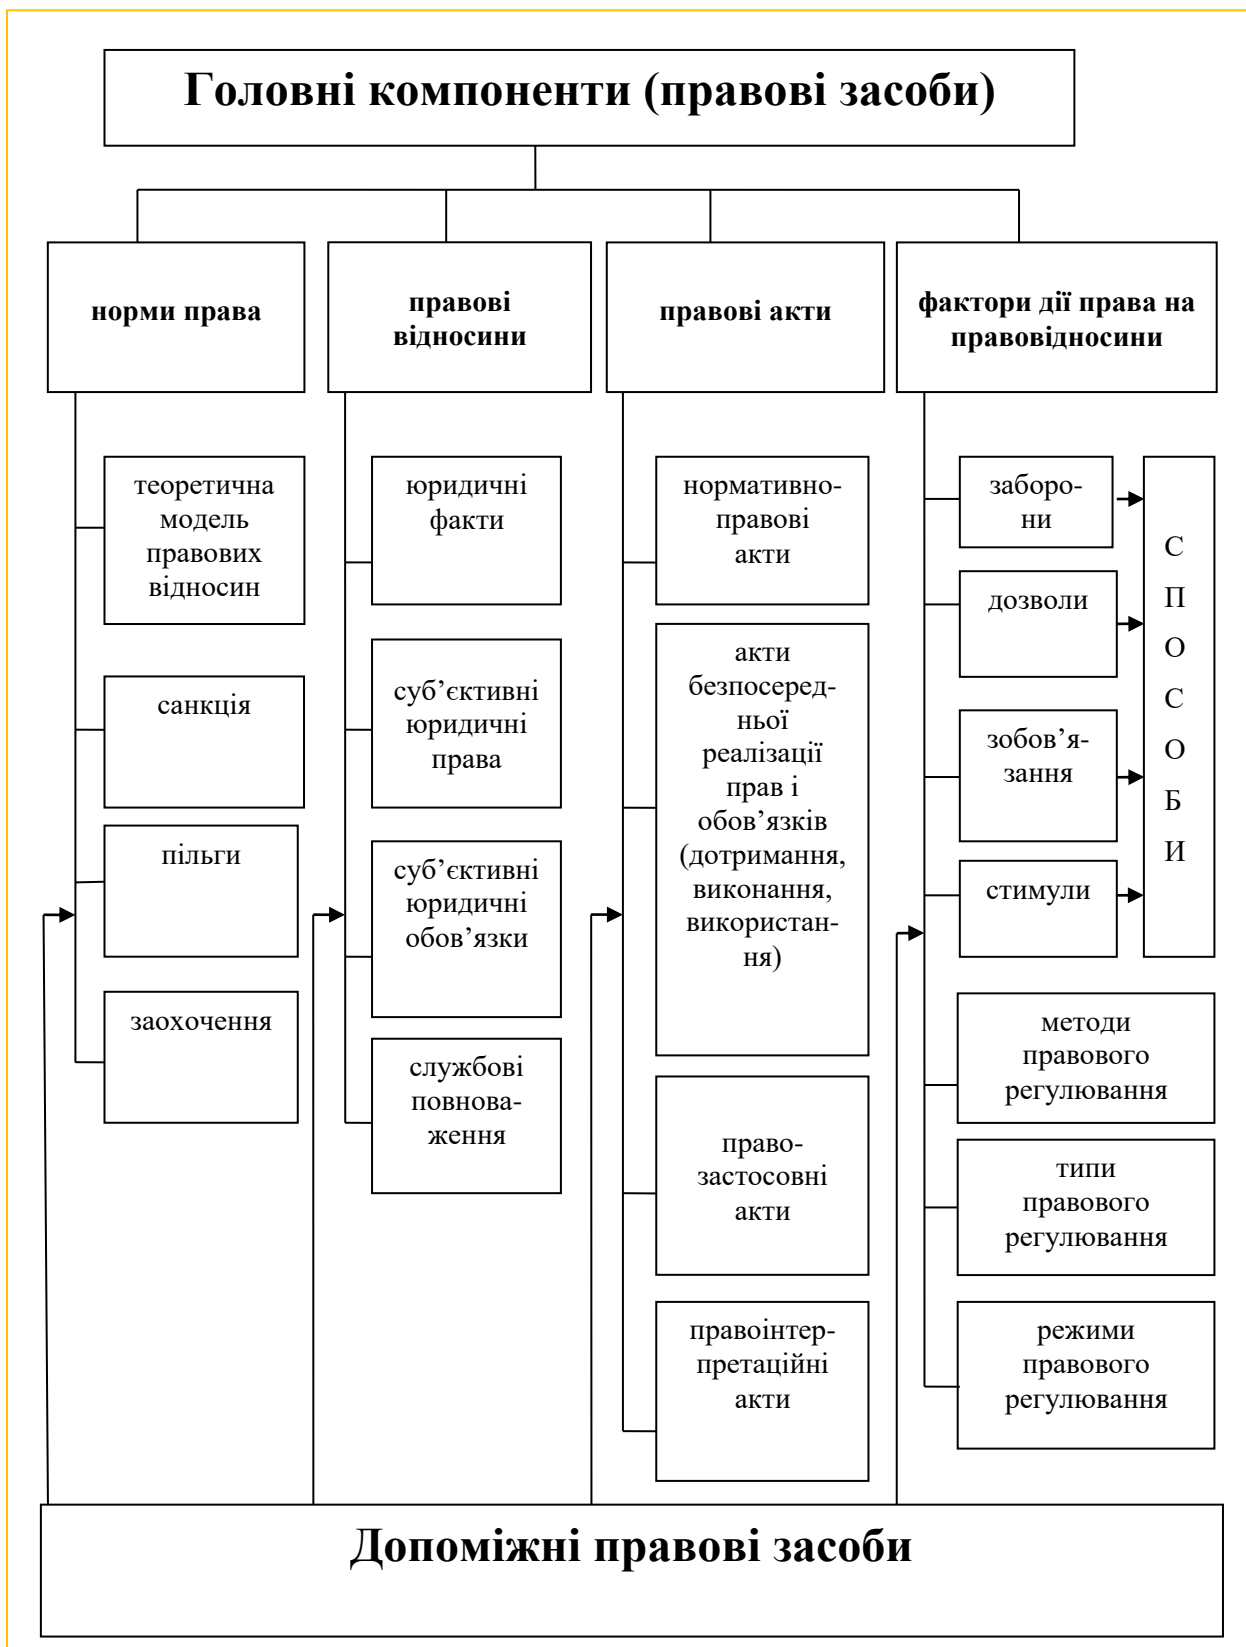 Головні компоненти (правові засоби)
норми права
правові
відносини
правові акти
фактори дії права на
правовідносини
теоретична
модель
правових
відносин
санкція
пільги
заохочення
юридичні
факти
суб’єктивні
юридичні
права
суб’єктивні
юридичні
обов’язки
службові
повнова-
ження
нормативно-
правові
акти
акти
безпосеред-
ньої
реалізації
прав і
обов’язків
(дотримання,
виконання,
використан-
ня)
право-
застосовні
акти
правоінтер-
претаційні
акти
заборо-
ни
дозволи
зобов’я-
зання
стимули
С
П
О
С
О
Б
И
методи
правового
регулювання
типи
правового
регулювання
режими
правового
регулювання
Допоміжні правові засоби